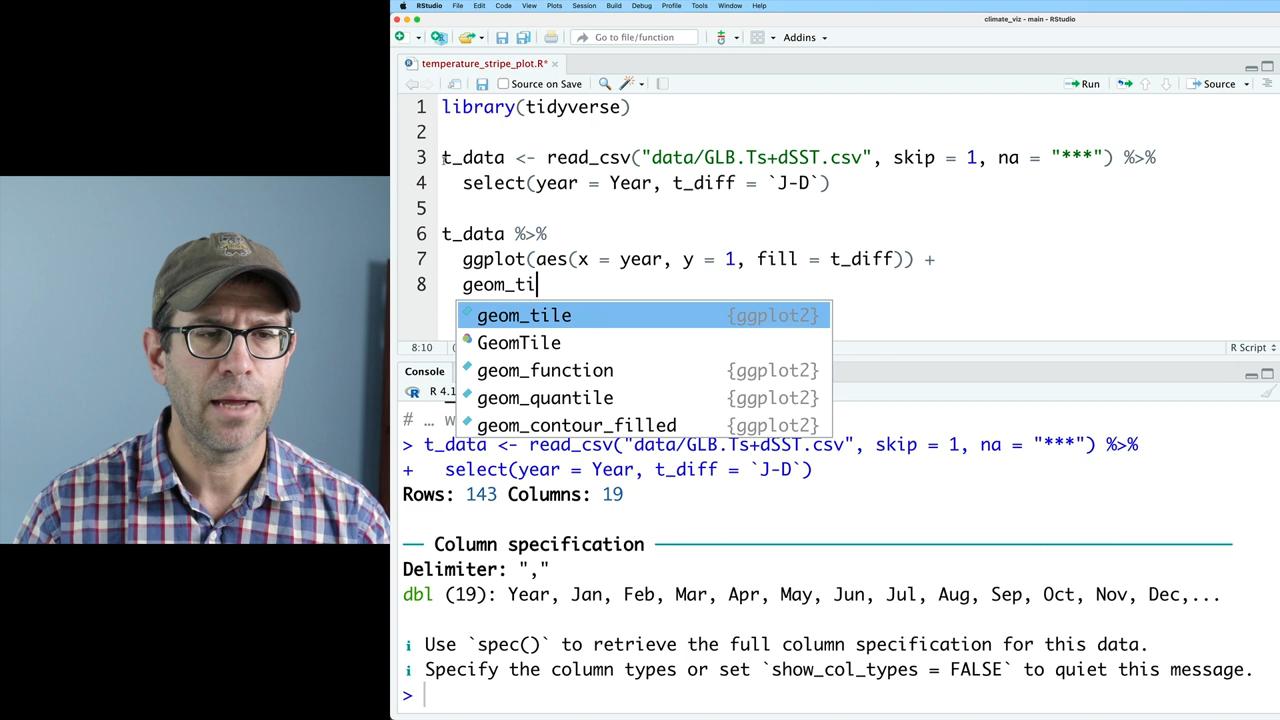 RStudio File Edit Code View Plots Session Build Debug Profile Tools Window Help
climate_viz - main - RStudio
Go to file/function Addins
temperature_stripe_plot.R*
Source on Save Run Source
1 library(tidyverse)
2
3 t_data <- read_csv("data/GLB.Ts+dSST.csv", skip = 1, na = "***") %>%
4 select(year = Year, t_diff = `J-D`)
5
6 t_data %>%
7 ggplot(aes(x = year, y = 1, fill = t_diff)) +
8 geom_ti
geom_tile {ggplot2}
GeomTile
geom_function {ggplot2}
geom_quantile {ggplot2}
geom_contour_filled {ggplot2}
8:10 R Script
Console
R 4.1
# … w
> t_data <- read_csv("data/GLB.Ts+dSST.csv", skip = 1, na = "***") %>%
+ select(year = Year, t_diff = `J-D`)
Rows: 143 Columns: 19
── Column specification ──
Delimiter: ","
dbl (19): Year, Jan, Feb, Mar, Apr, May, Jun, Jul, Aug, Sep, Oct, Nov, Dec,...
ℹ Use `spec()` to retrieve the full column specification for this data.
ℹ Specify the column types or set `show_col_types = FALSE` to quiet this message.
>